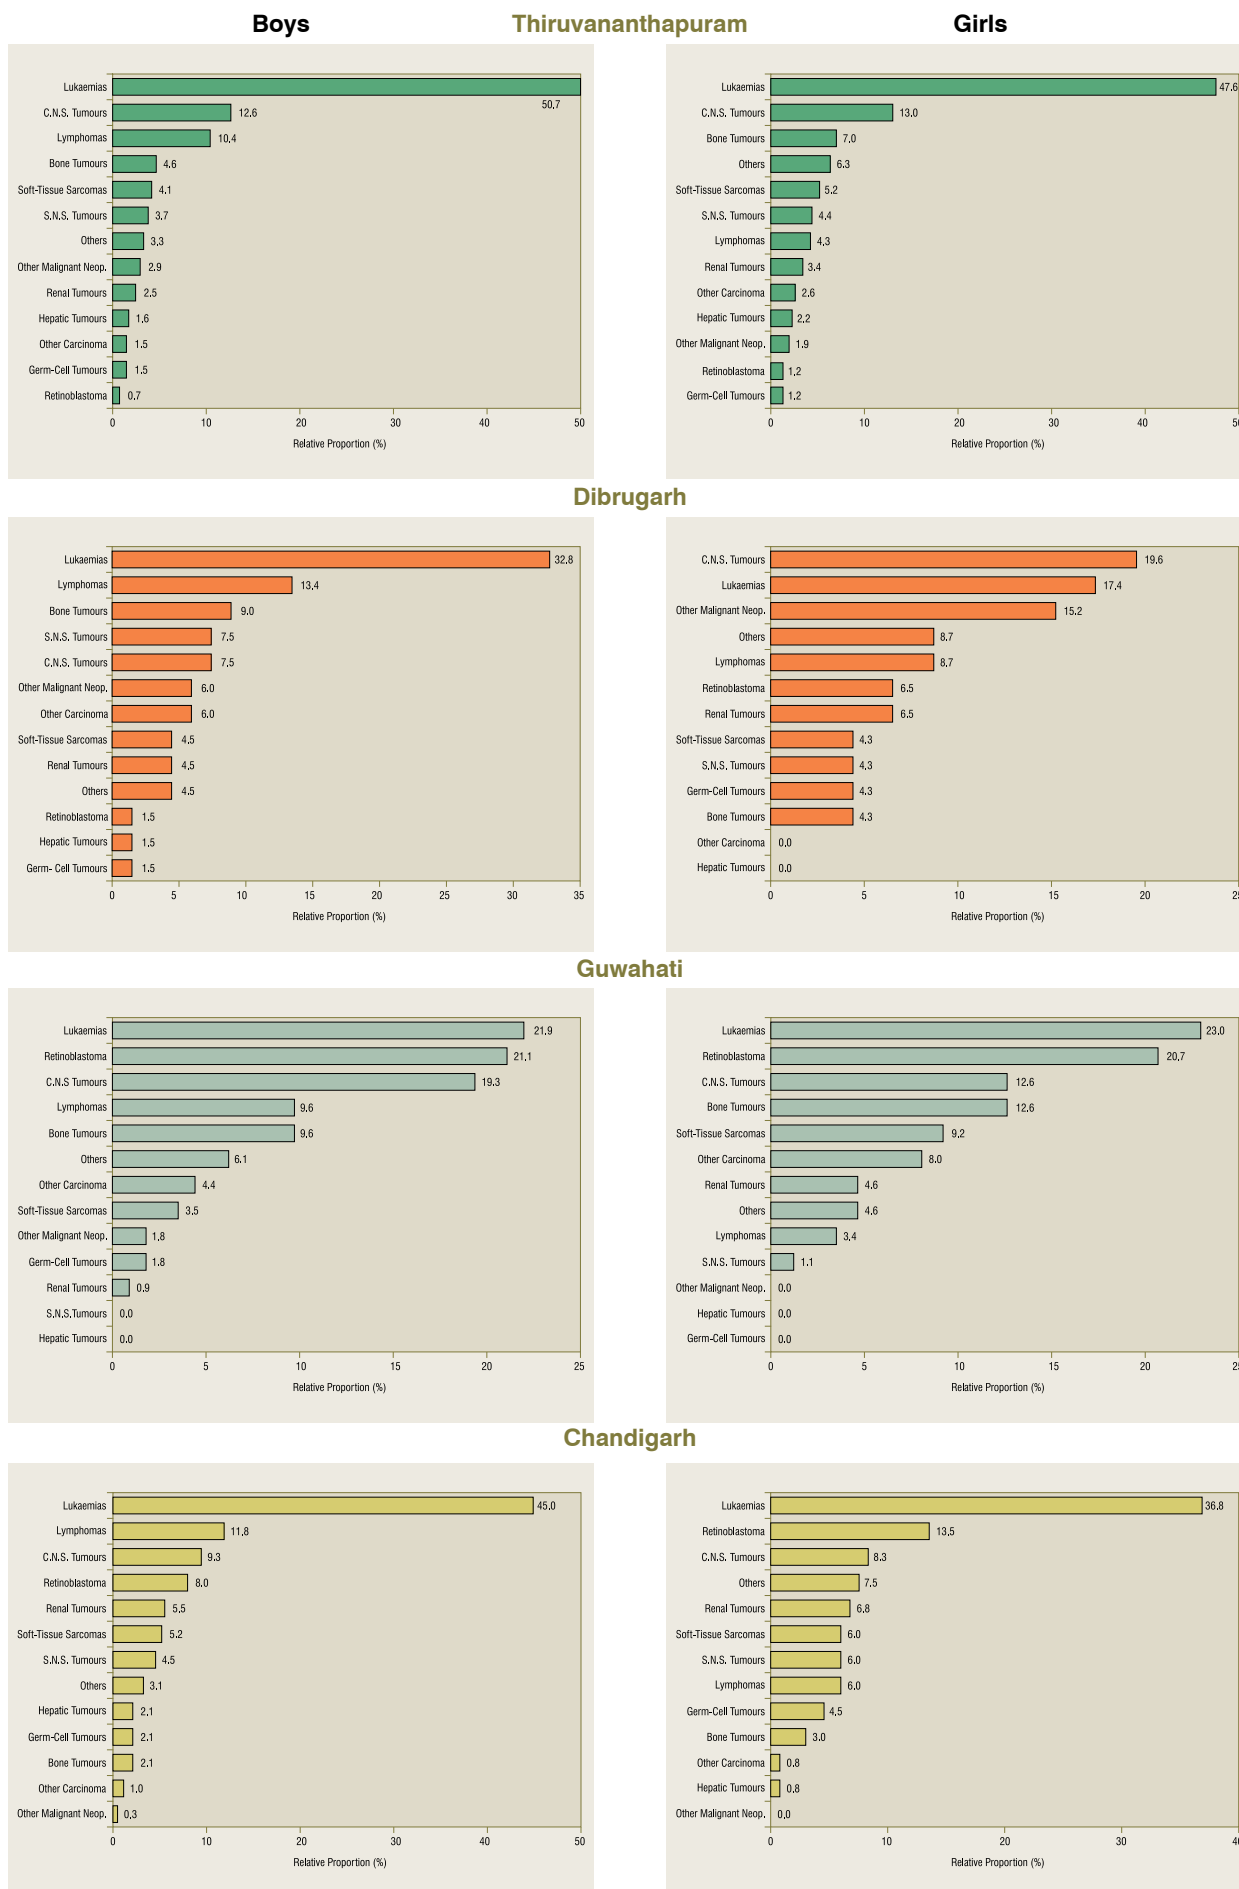 Boys Thiruvananthapuram Girls
Lukaemias 50.7
C.N.S. Tumours 12.6
Lymphomas 10.4
Bone Tumours 4.6
Soft-Tissue Sarcomas 4.1
S.N.S. Tumours 3.7
Others 3.3
Other Malignant Neop. 2.9
Renal Tumours 2.5
Hepatic Tumours 1.6
Other Carcinoma 1.5
Germ-Cell Tumours 1.5
Retinoblastoma 0.7
0 10 20 30 40 50
Relative Proportion (%)
Lukaemias 47.6
C.N.S. Tumours 13.0
Bone Tumours 7.0
Others 6.3
Soft-Tissue Sarcomas 5.2
S.N.S. Tumours 4.4
Lymphomas 4.3
Renal Tumours 3.4
Other Carcinoma 2.6
Hepatic Tumours 2.2
Other Malignant Neop. 1.9
Retinoblastoma 1.2
Germ-Cell Tumours 1.2
0 10 20 30 40 50
Relative Proportion (%)
Dibrugarh
Lukaemias 32.8
Lymphomas 13.4
Bone Tumours 9.0
S.N.S. Tumours 7.5
C.N.S. Tumours 7.5
Other Malignant Neop. 6.0
Other Carcinoma 6.0
Soft-Tissue Sarcomas 4.5
Renal Tumours 4.5
Others 4.5
Retinoblastoma 1.5
Hepatic Tumours 1.5
Germ- Cell Tumours 1.5
0 5 10 15 20 25 30 35
Relative Proportion (%)
C.N.S. Tumours 19.6
Lukaemias 17.4
Other Malignant Neop. 15.2
Others 8.7
Lymphomas 8.7
Retinoblastoma 6.5
Renal Tumours 6.5
Soft-Tissue Sarcomas 4.3
S.N.S. Tumours 4.3
Germ-Cell Tumours 4.3
Bone Tumours 4.3
Other Carcinoma 0.0
Hepatic Tumours 0.0
0 5 10 15 20 25
Relative Proportion (%)
Guwahati
Lukaemias 21.9
Retinoblastoma 21.1
C.N.S Tumours 19.3
Lymphomas 9.6
Bone Tumours 9.6
Others 6.1
Other Carcinoma 4.4
Soft-Tissue Sarcomas 3.5
Other Malignant Neop. 1.8
Germ-Cell Tumours 1.8
Renal Tumours 0.9
S.N.S.Tumours 0.0
Hepatic Tumours 0.0
0 5 10 15 20 25
Relative Proportion (%)
Lukaemias 23.0
Retinoblastoma 20.7
C.N.S. Tumours 12.6
Bone Tumours 12.6
Soft-Tissue Sarcomas 9.2
Other Carcinoma 8.0
Renal Tumours 4.6
Others 4.6
Lymphomas 3.4
S.N.S. Tumours 1.1
Other Malignant Neop. 0.0
Hepatic Tumours 0.0
Germ-Cell Tumours 0.0
0 5 10 15 20 25
Relative Proportion (%)
Chandigarh
Lukaemias 45.0
Lymphomas 11.8
C.N.S. Tumours 9.3
Retinoblastoma 8.0
Renal Tumours 5.5
Soft-Tissue Sarcomas 5.2
S.N.S. Tumours 4.5
Others 3.1
Hepatic Tumours 2.1
Germ-Cell Tumours 2.1
Bone Tumours 2.1
Other Carcinoma 1.0
Other Malignant Neop. 0.3
0 10 20 30 40 50
Relative Proportion (%)
Lukaemias 36.8
Retinoblastoma 13.5
C.N.S. Tumours 8.3
Others 7.5
Renal Tumours 6.8
Soft-Tissue Sarcomas 6.0
S.N.S. Tumours 6.0
Lymphomas 6.0
Germ-Cell Tumours 4.5
Bone Tumours 3.0
Other Carcinoma 0.8
Hepatic Tumours 0.8
Other Malignant Neop. 0.0
0 10 20 30 40
Relative Proportion (%)